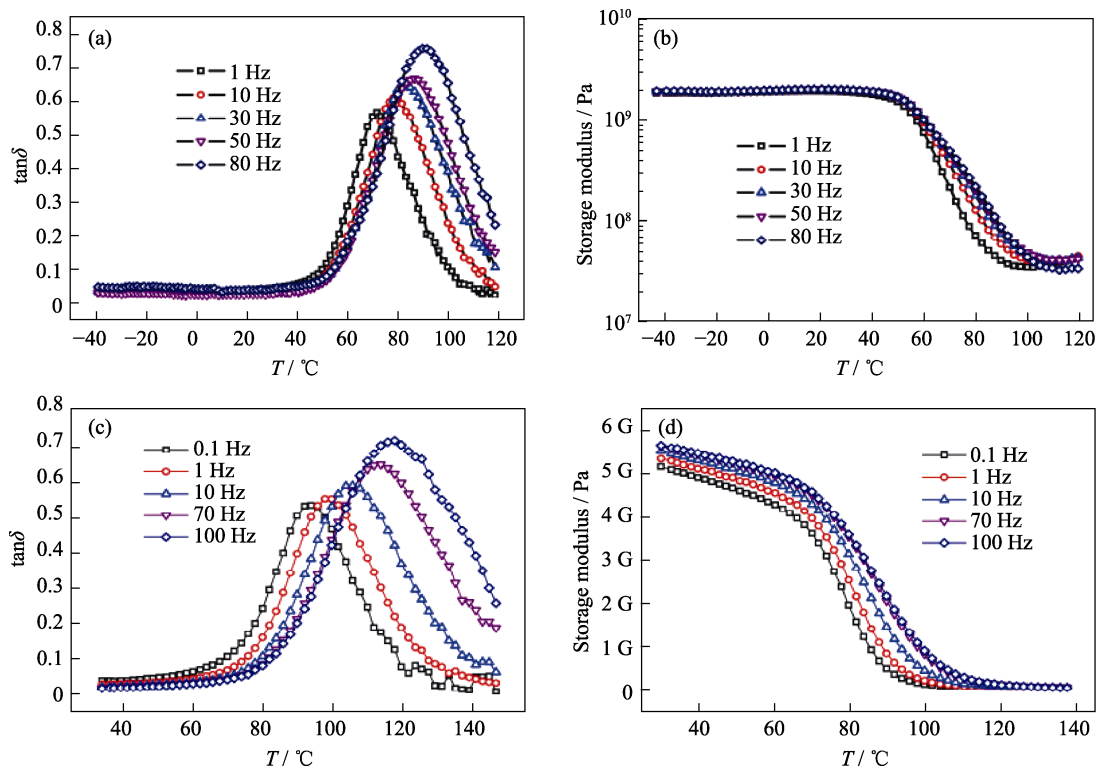 (a)
0.8
0.7
0.6
0.5
0.4
0.3
0.2
0.1
0
tanδ
1 Hz
10 Hz
30 Hz
50 Hz
80 Hz
−40 −20 0 20 40 60 80 100 120
T / ℃
(b)
10¹⁰
10⁹
10⁸
10⁷
Storage modulus / Pa
1 Hz
10 Hz
30 Hz
50 Hz
80 Hz
−40 −20 0 20 40 60 80 100 120
T / ℃
(c)
0.8
0.7
0.6
0.5
0.4
0.3
0.2
0.1
0
tanδ
0.1 Hz
1 Hz
10 Hz
70 Hz
100 Hz
40 60 80 100 120 140
T / ℃
(d)
6 G
5 G
4 G
3 G
2 G
1 G
0
Storage modulus / Pa
0.1 Hz
1 Hz
10 Hz
70 Hz
100 Hz
40 60 80 100 120 140
T / ℃